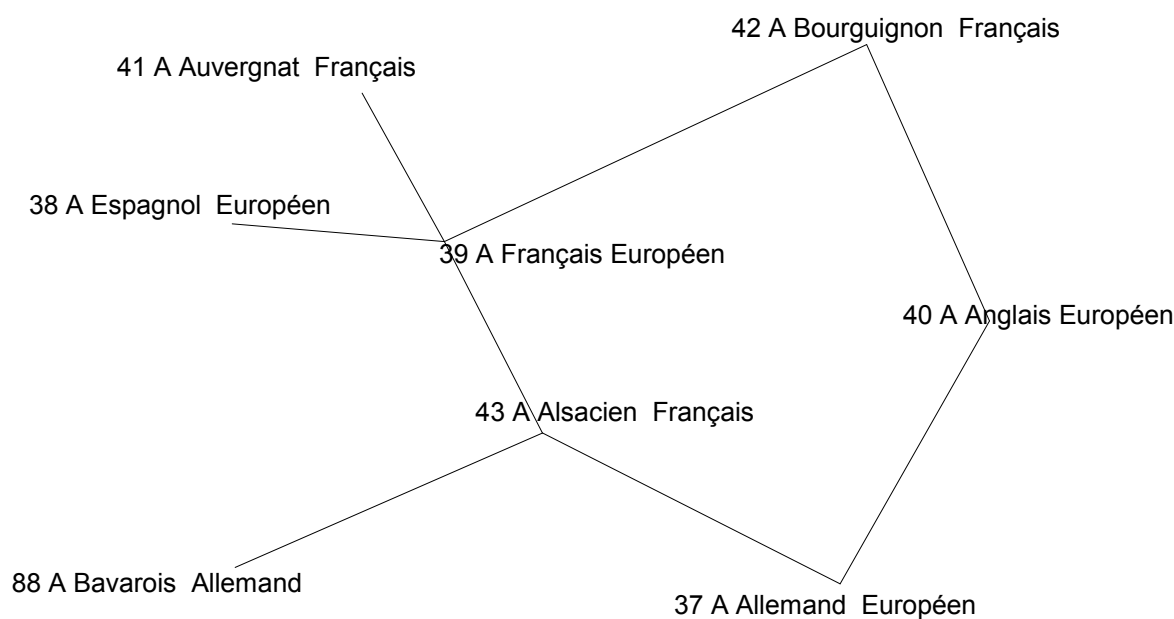 42 A Bourguignon Français
41 A Auvergnat Français
38 A Espagnol Européen
39 A Français Européen
40 A Anglais Européen
43 A Alsacien Français
88 A Bavarois Allemand
37 A Allemand Européen